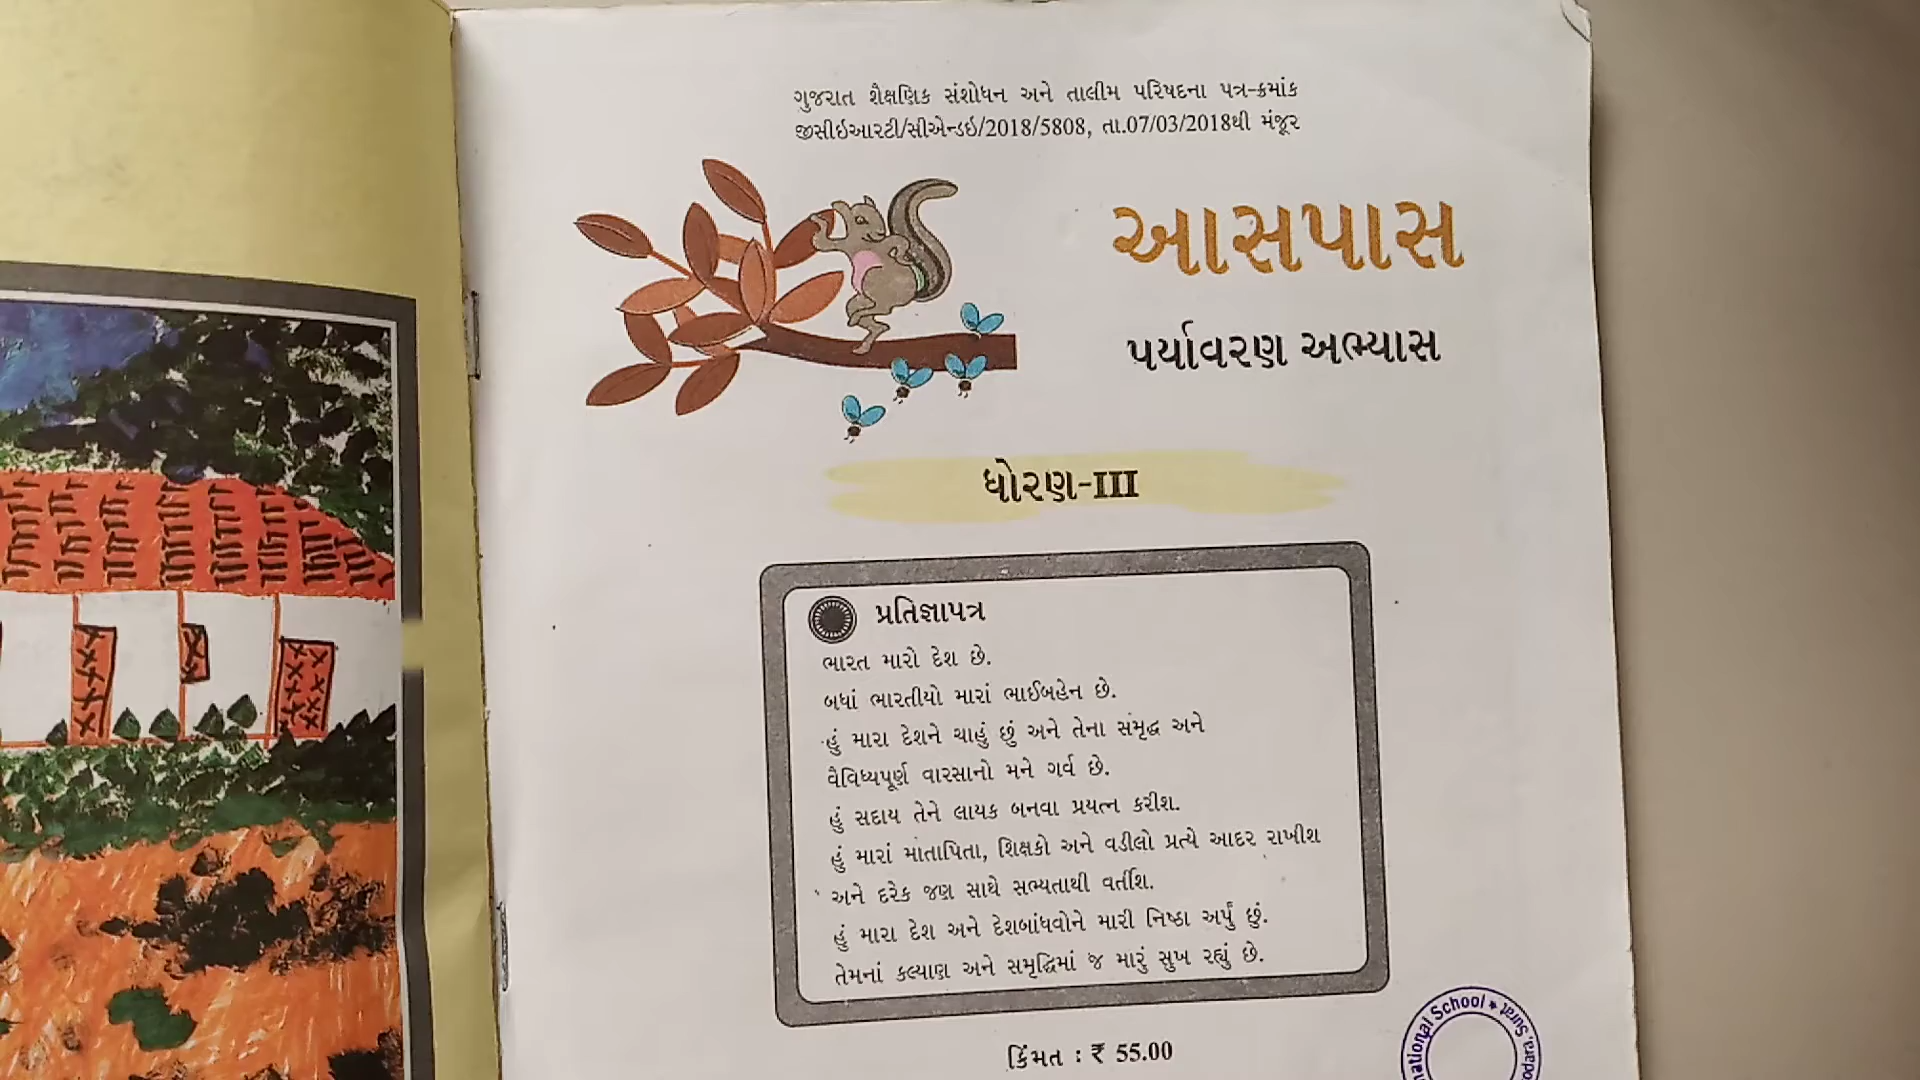 ગુજરાત શૈક્ષણિક સંશોધન અને તાલીમ પરિષદના પત્ર-ક્રમાંક
જીસીઇઆરટી/સીએન્ડઇ/2018/5808, તા.07/03/2018થી મંજૂર
આસપાસ
પર્યાવરણ અભ્યાસ
ધોરણ-III
પ્રતિજ્ઞાપત્ર
ભારત મારો દેશ છે.
બધાં ભારતીયો મારાં ભાઈબહેન છે.
હું મારા દેશને ચાહું છું અને તેના સમૃદ્ધ અને
વૈવિધ્યપૂર્ણ વારસાનો મને ગર્વ છે.
હું સદાય તેને લાયક બનવા પ્રયત્ન કરીશ.
હું મારાં માતાપિતા, શિક્ષકો અને વડીલો પ્રત્યે આદર રાખીશ
અને દરેક જણ સાથે સભ્યતાથી વર્તીશ.
હું મારા દેશ અને દેશબાંધવોને મારી નિષ્ઠા અર્પું છું.
તેમનાં કલ્યાણ અને સમૃદ્ધિમાં જ મારું સુખ રહ્યું છે.
કિંમત : ₹ 55.00
School * Surat.